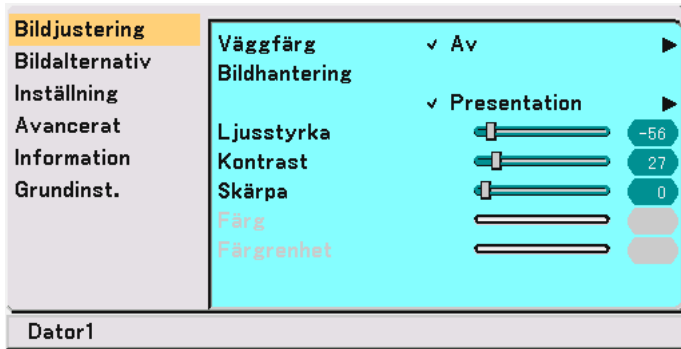 Bildjustering
Bildalternativ
Inställning
Avancerat
Information
Grundinst.
Väggfärg ✓ Av ▶
Bildhantering
✓ Presentation ▶
Ljusstyrka -56
Kontrast 27
Skärpa 0
Färg
Färgrenhet
Dator1